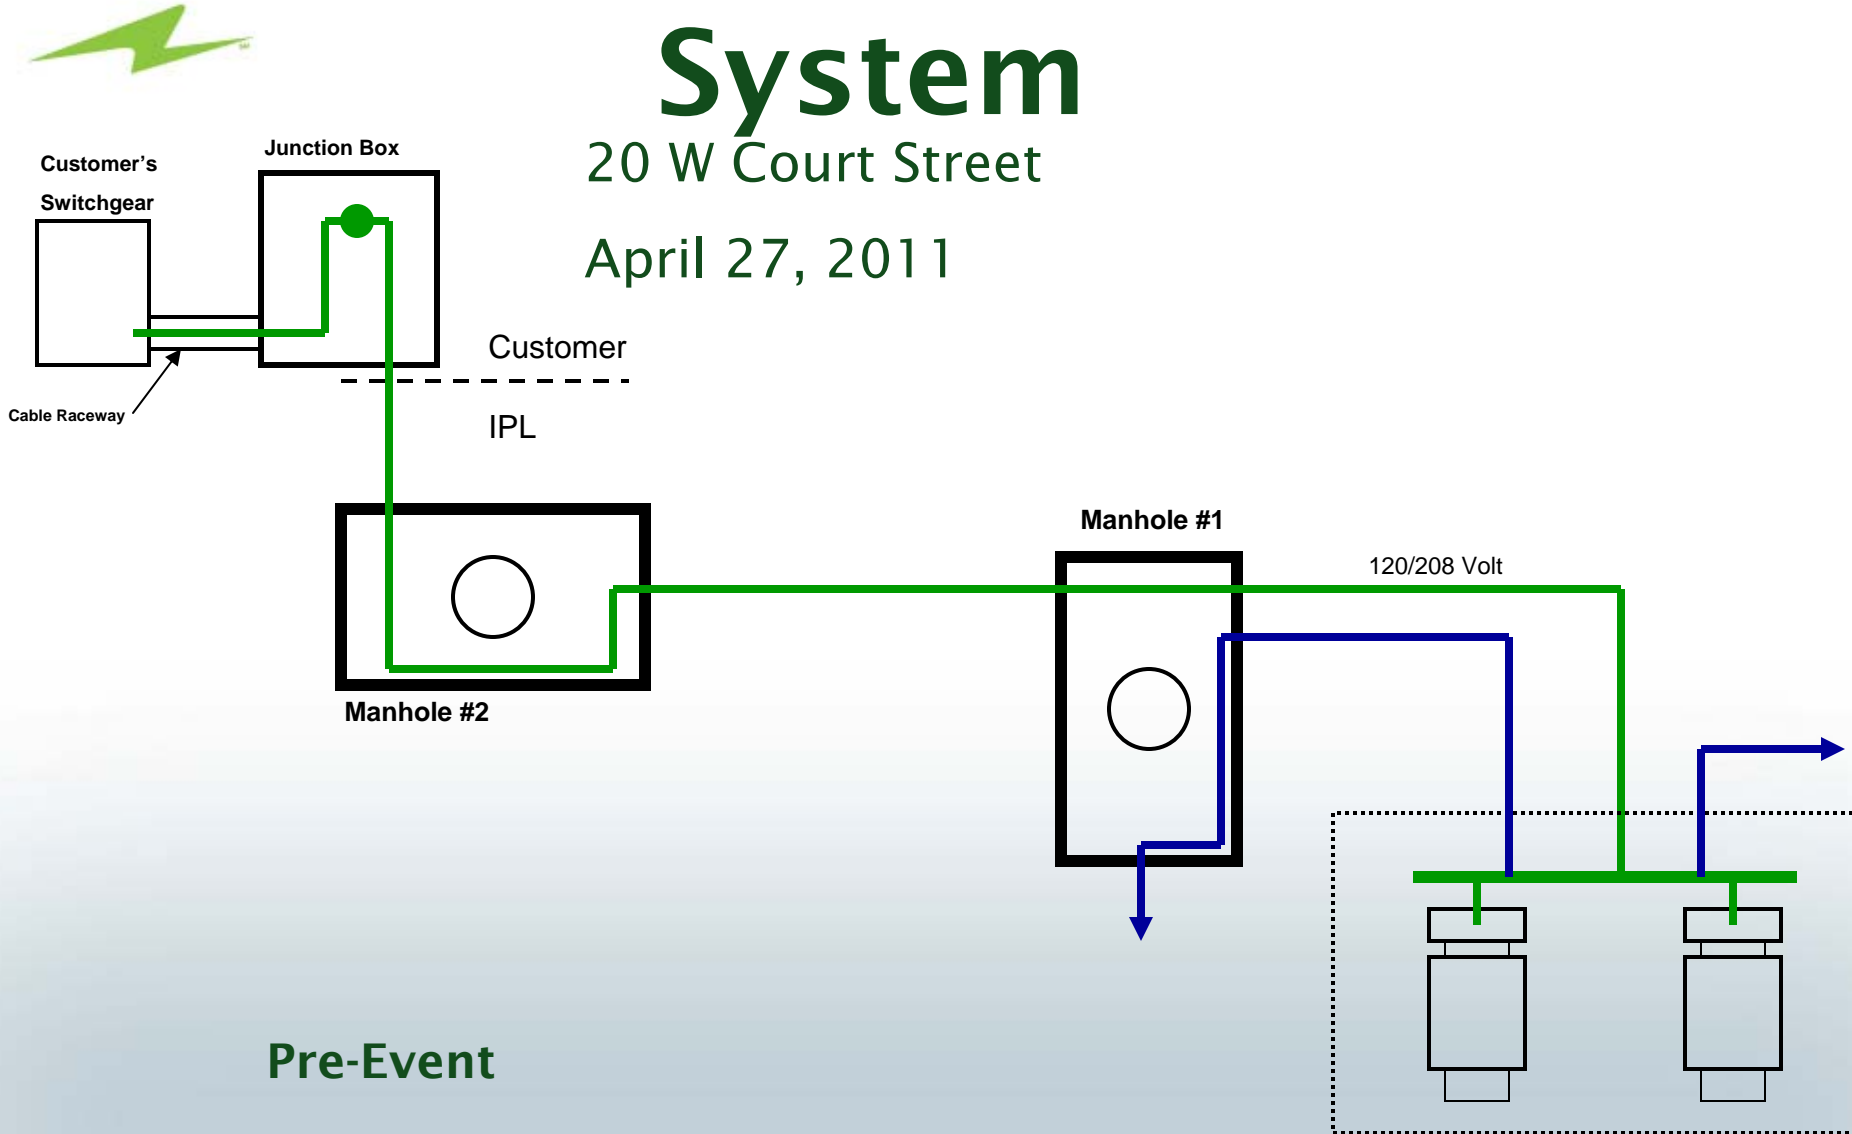 System
20 W Court Street
April 27, 2011
Junction Box
Customer's
Switchgear
Customer
Cable Raceway
IPL
Manhole #1
120/208 Volt
Manhole #2
Pre-Event